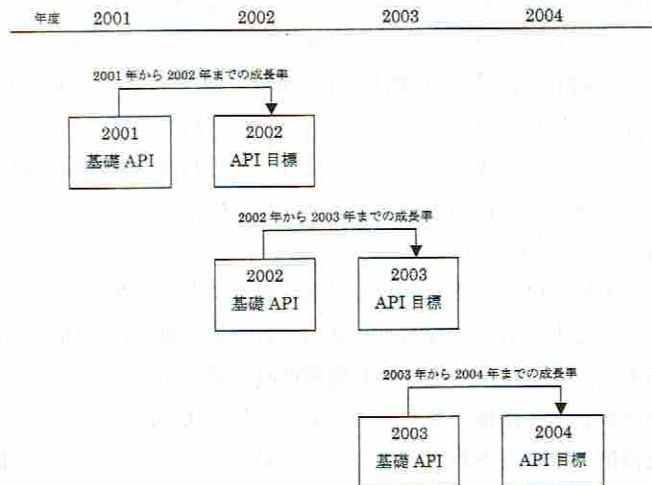 年度 2001 2002 2003 2004
2001 年から 2002 年までの成長率
2001
基礎 API
2002
API 目標
2002 年から 2003 年までの成長率
2002
基礎 API
2003
API 目標
2003 年から 2004 年までの成長率
2003
基礎 API
2004
API 目標